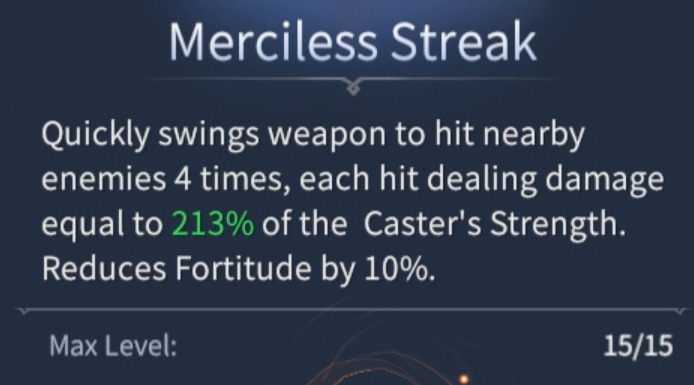 Merciless Streak
Quickly swings weapon to hit nearby
enemies 4 times, each hit dealing damage
equal to 213% of the  Caster's Strength.
Reduces Fortitude by 10%.
Max Level: 15/15